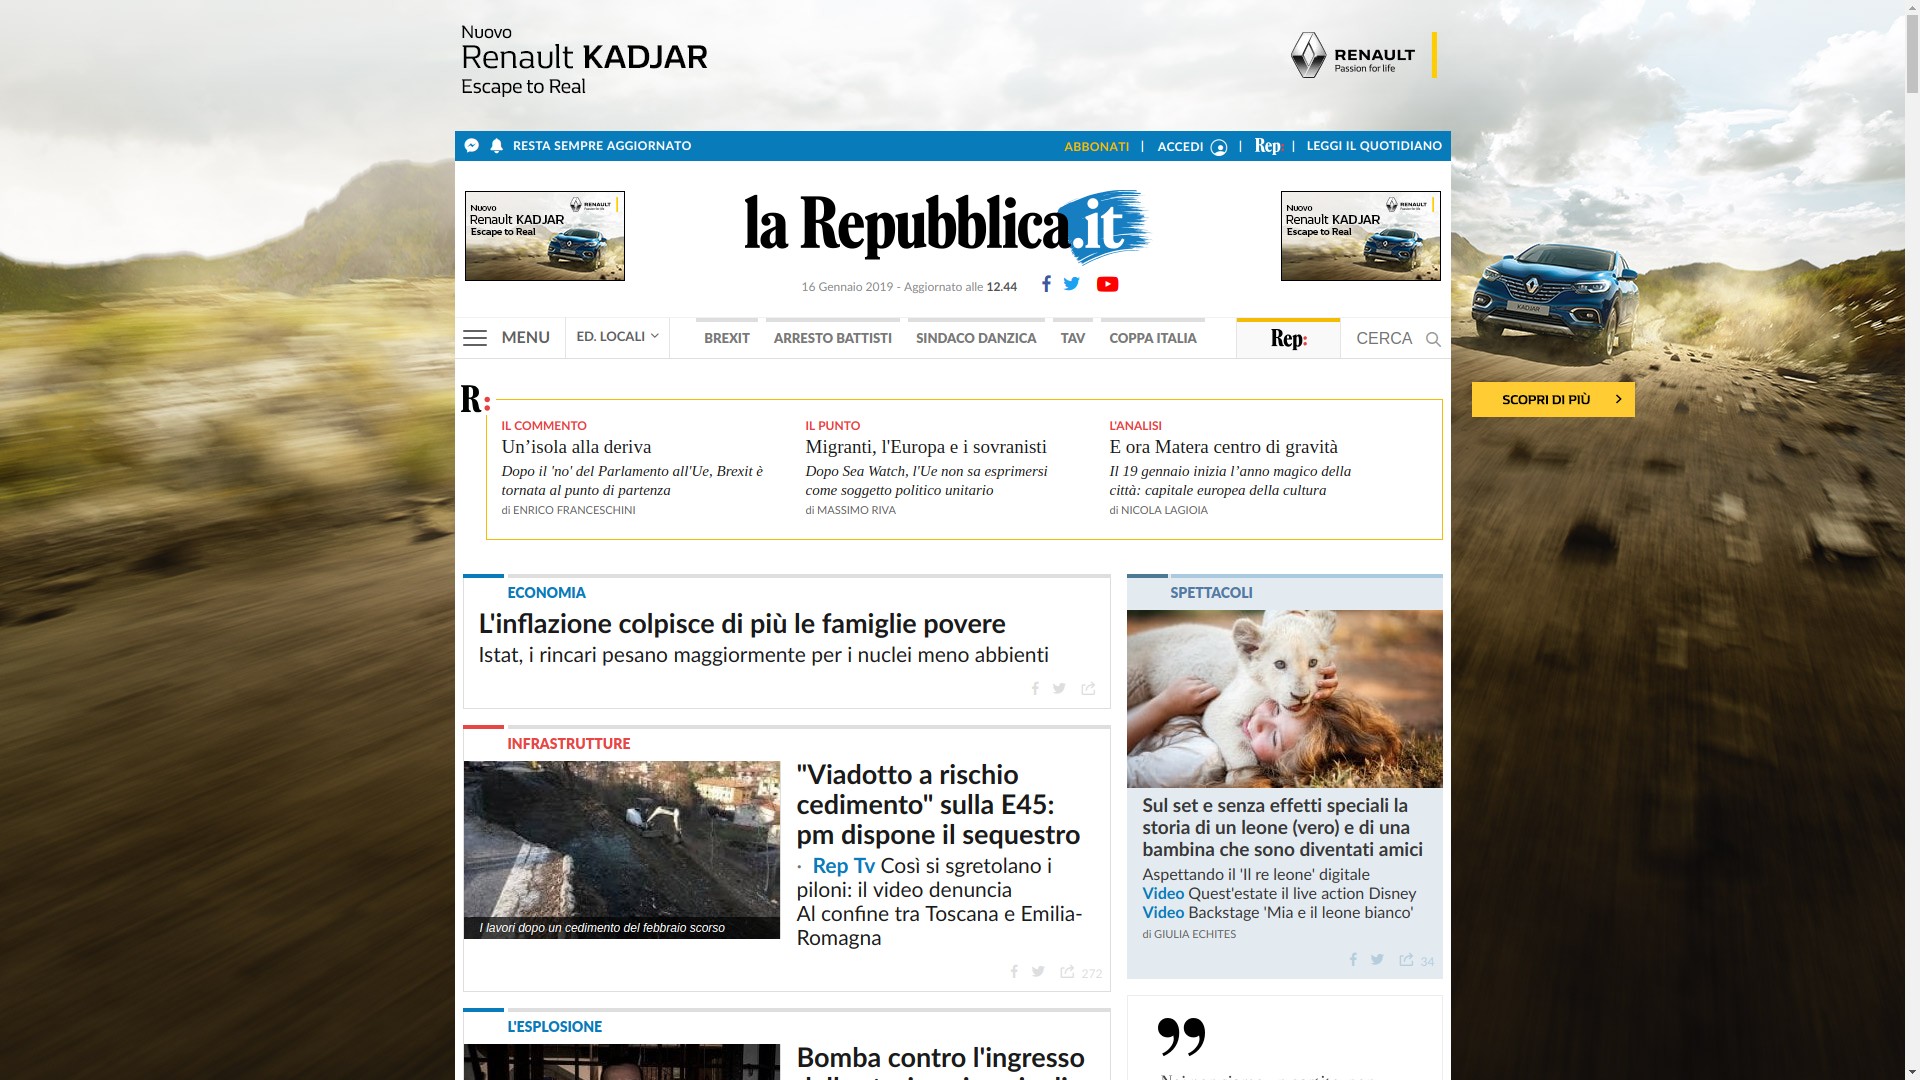 Nuovo
Renault KADJAR
Escape to Real
RENAULT
Passion for life
RESTA SEMPRE AGGIORNATO
ABBONATI | ACCEDI | Rep: | LEGGI IL QUOTIDIANO
Nuovo
Renault KADJAR
Escape to Real
RENAULT
la Repubblica.it
Nuovo
Renault KADJAR
Escape to Real
RENAULT
16 Gennaio 2019 - Aggiornato alle 12.44
KADJAR
MENU ED. LOCALI BREXIT ARRESTO BATTISTI SINDACO DANZICA TAV COPPA ITALIA Rep: CERCA
SCOPRI DI PIÙ
R:
IL COMMENTO
Un’isola alla deriva
Dopo il 'no' del Parlamento all'Ue, Brexit è
tornata al punto di partenza
di ENRICO FRANCESCHINI
IL PUNTO
Migranti, l'Europa e i sovranisti
Dopo Sea Watch, l'Ue non sa esprimersi
come soggetto politico unitario
di MASSIMO RIVA
L'ANALISI
E ora Matera centro di gravità
Il 19 gennaio inizia l’anno magico della
città: capitale europea della cultura
di NICOLA LAGIOIA
ECONOMIA
L'inflazione colpisce di più le famiglie povere
Istat, i rincari pesano maggiormente per i nuclei meno abbienti
INFRASTRUTTURE
"Viadotto a rischio
cedimento" sulla E45:
pm dispone il sequestro
· Rep Tv Così si sgretolano i
piloni: il video denuncia
Al confine tra Toscana e Emilia-
Romagna
I lavori dopo un cedimento del febbraio scorso
272
L'ESPLOSIONE
Bomba contro l'ingresso
SPETTACOLI
Sul set e senza effetti speciali la
storia di un leone (vero) e di una
bambina che sono diventati amici
Aspettando il 'Il re leone' digitale
Video Quest'estate il live action Disney
Video Backstage 'Mia e il leone bianco'
di GIULIA ECHITES
34